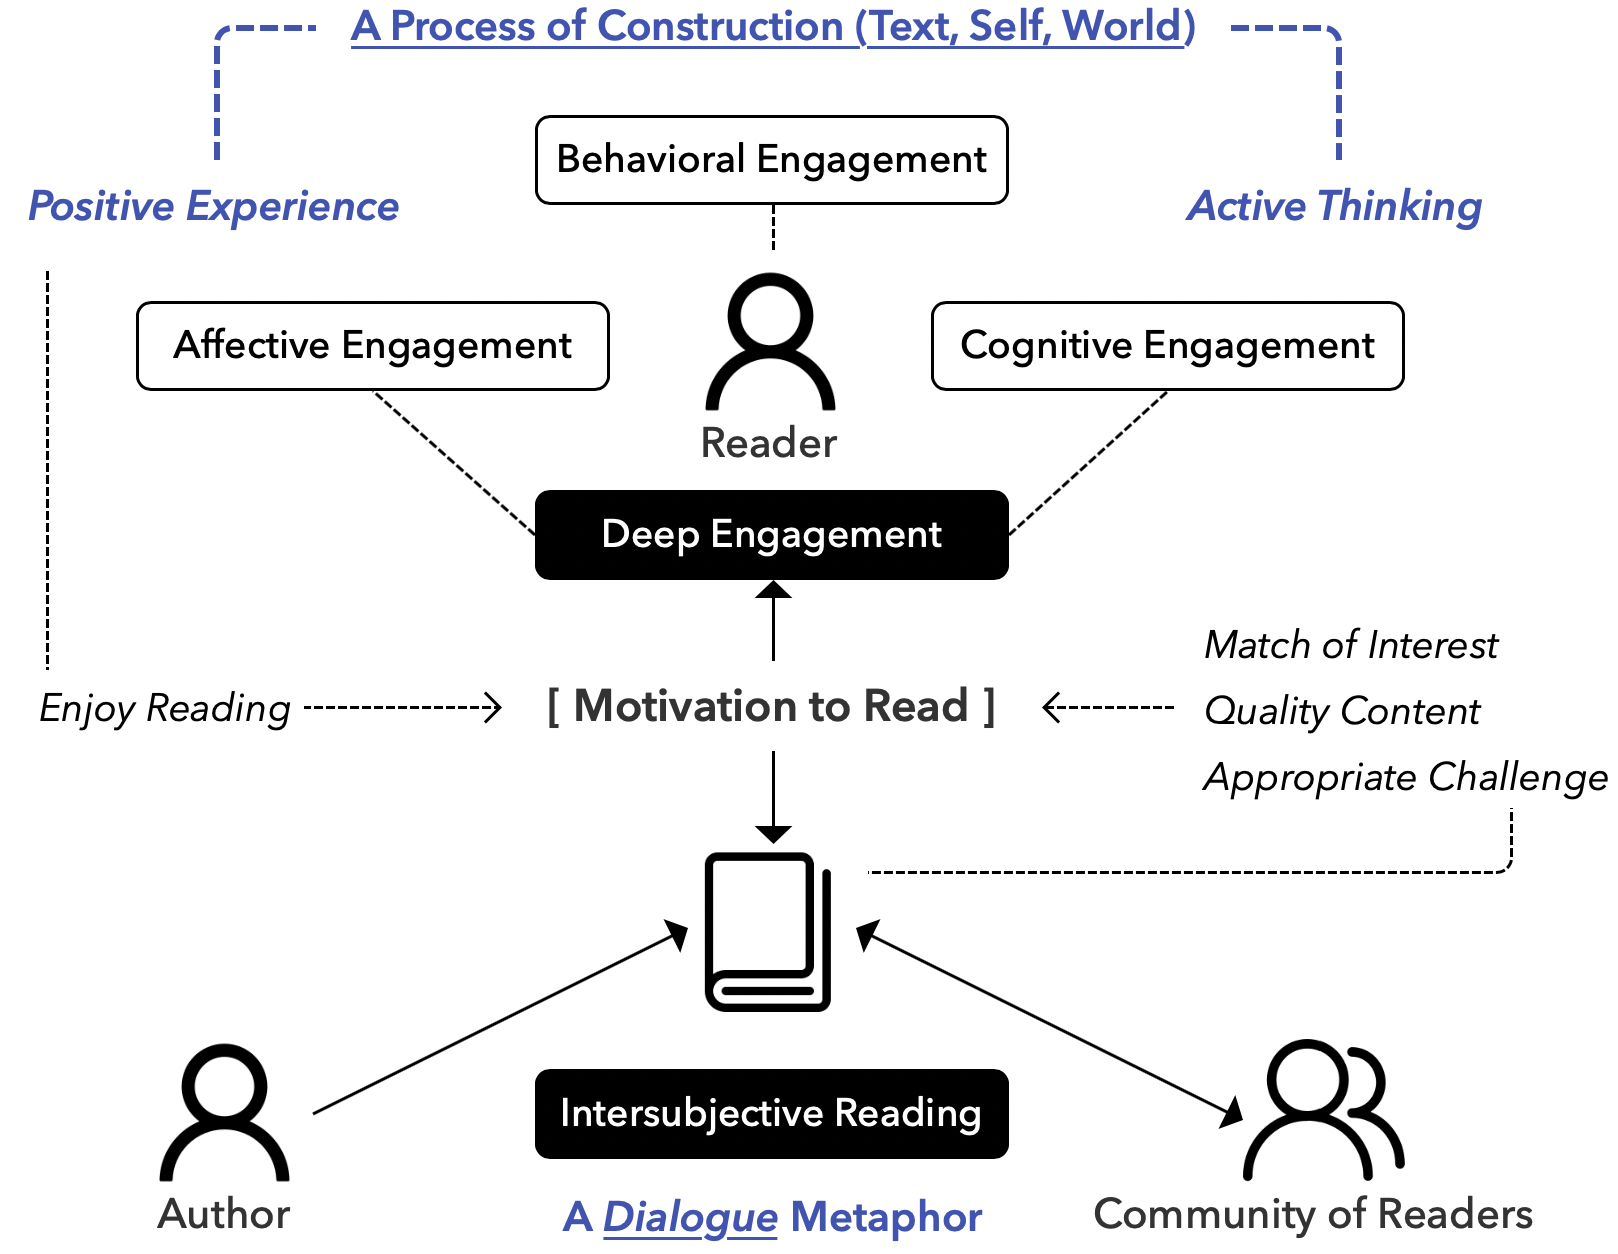 A Process of Construction (Text, Self, World)
Behavioral Engagement
Positive Experience
Active Thinking
Affective Engagement
Cognitive Engagement
Reader
Deep Engagement
Match of Interest
Enjoy Reading
[ Motivation to Read ]
Quality Content
Appropriate Challenge
Intersubjective Reading
Author
A Dialogue Metaphor
Community of Readers